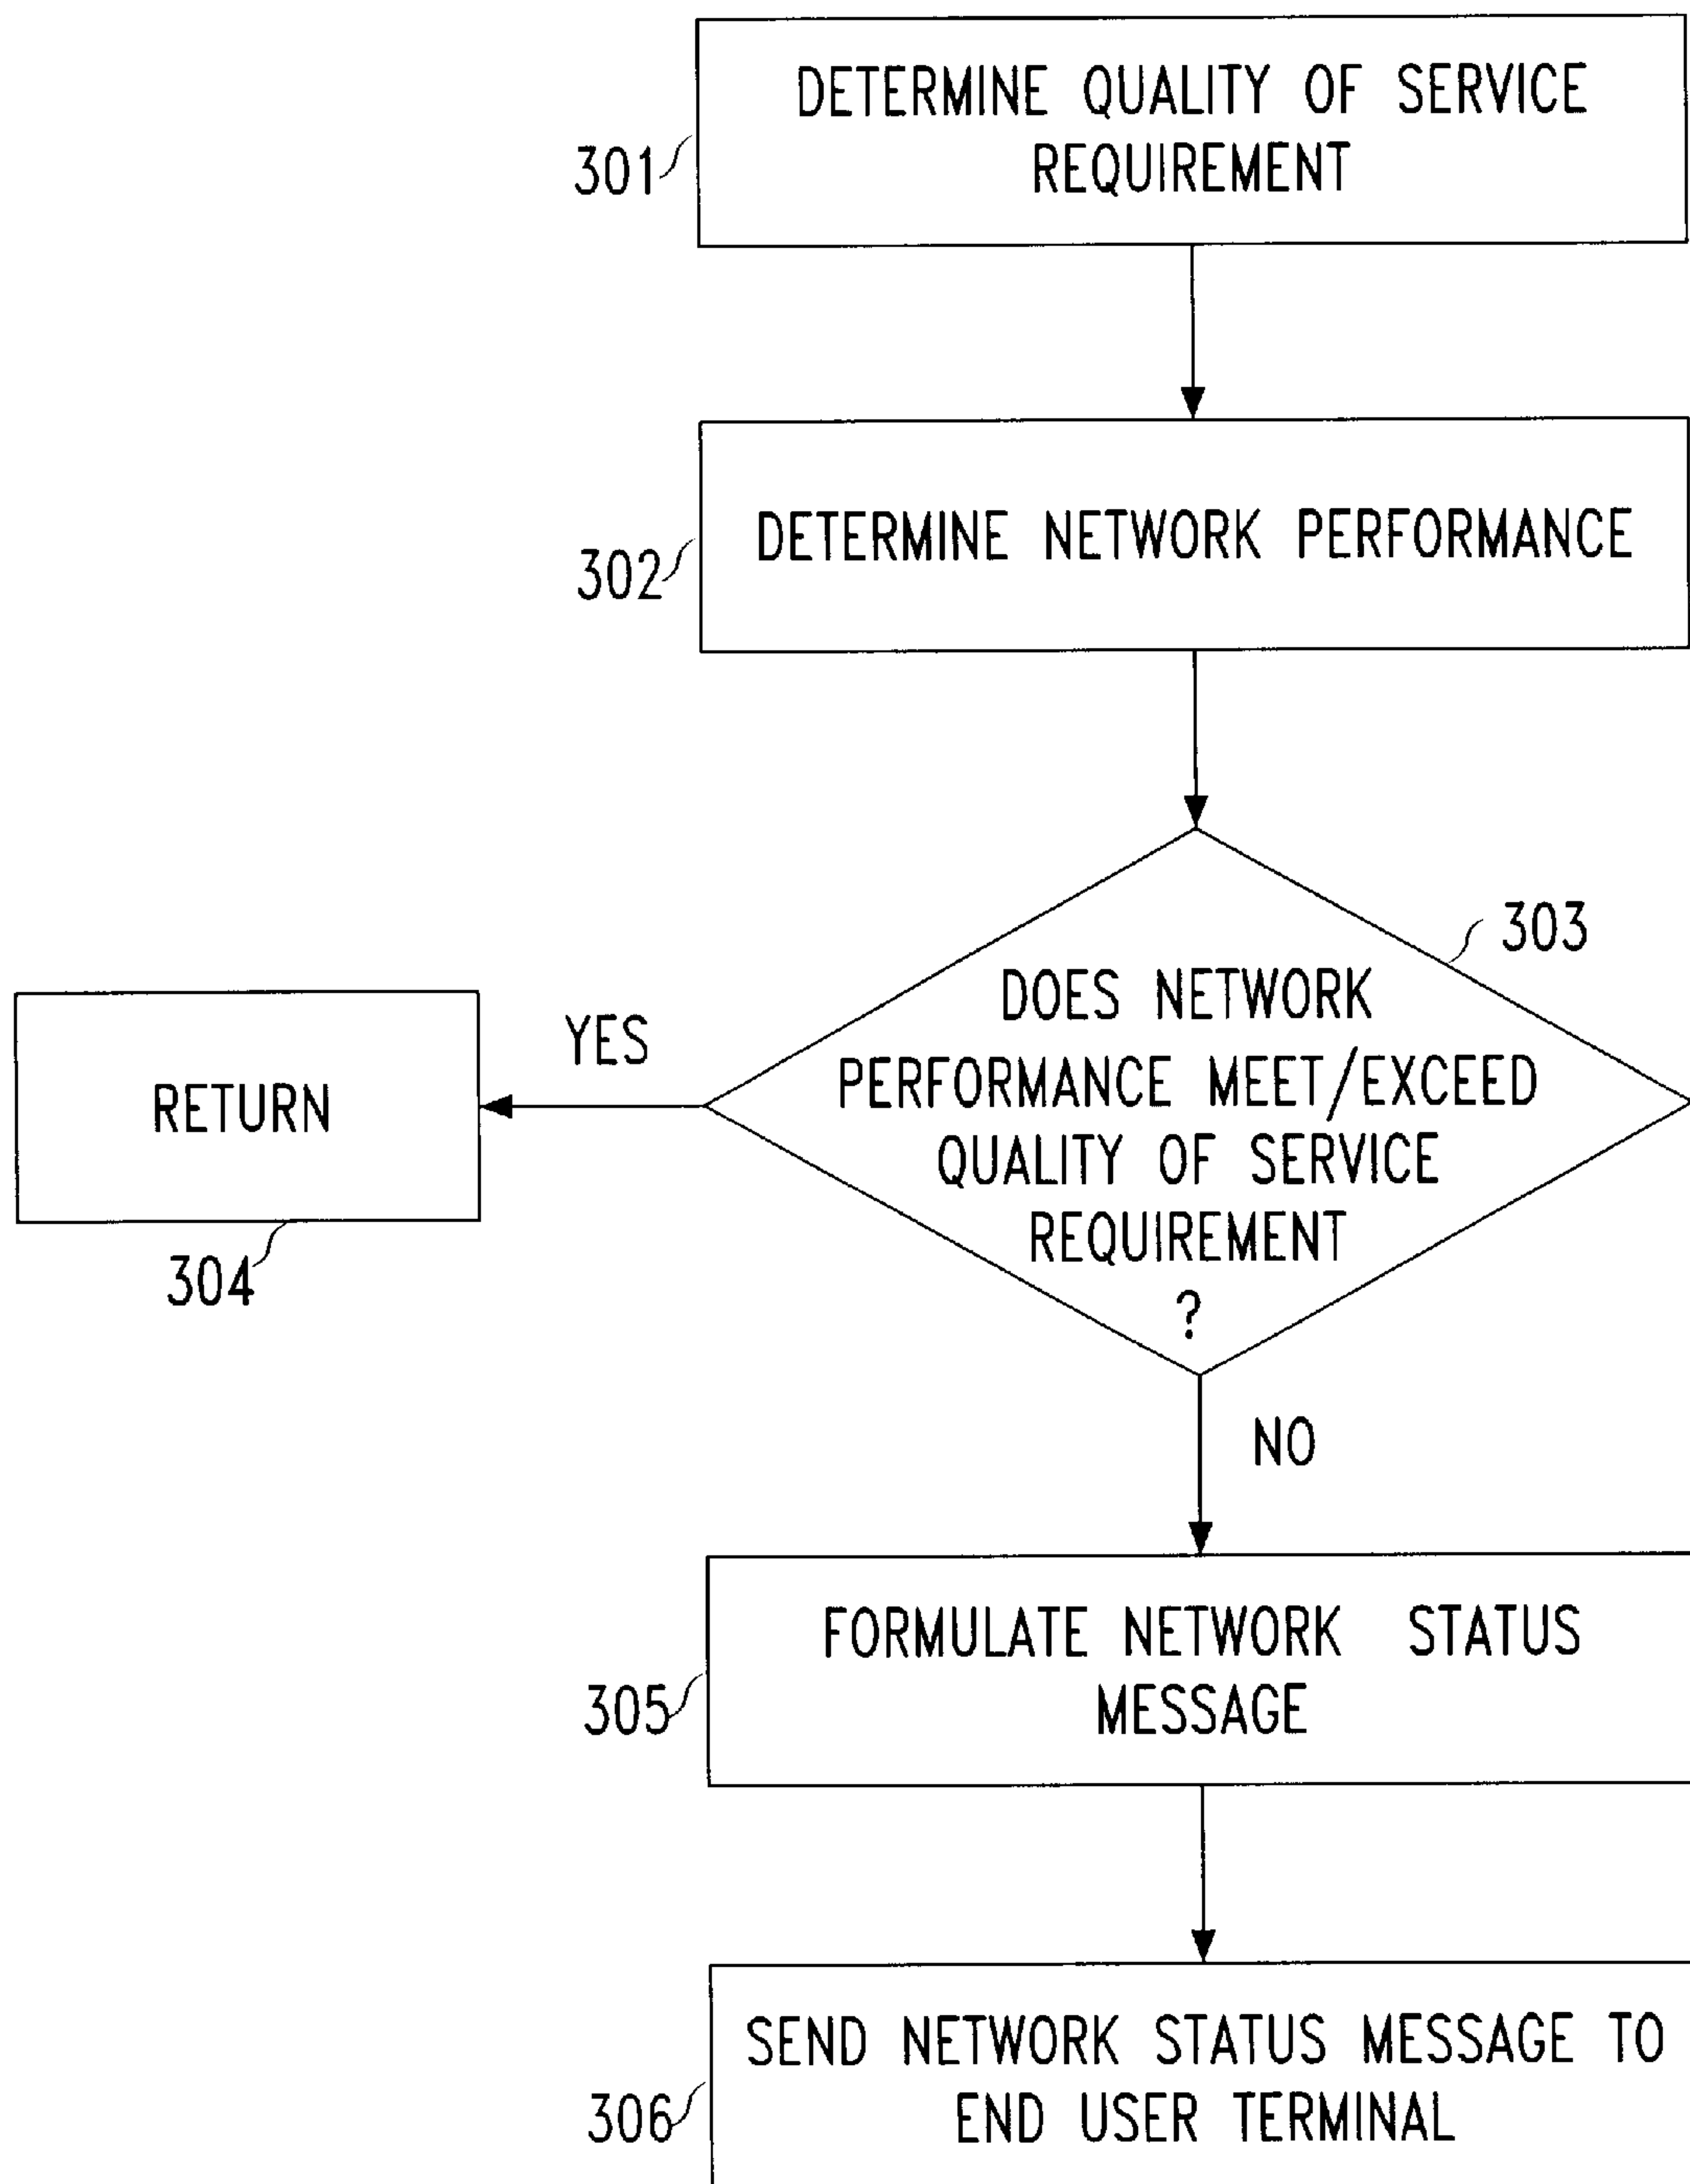 DETERMINE QUALITY OF SERVICE
REQUIREMENT
301
DETERMINE NETWORK PERFORMANCE
302
303
DOES NETWORK
PERFORMANCE MEET/EXCEED
QUALITY OF SERVICE
REQUIREMENT
?
YES
RETURN
304
NO
FORMULATE NETWORK STATUS
MESSAGE
305
SEND NETWORK STATUS MESSAGE TO
END USER TERMINAL
306